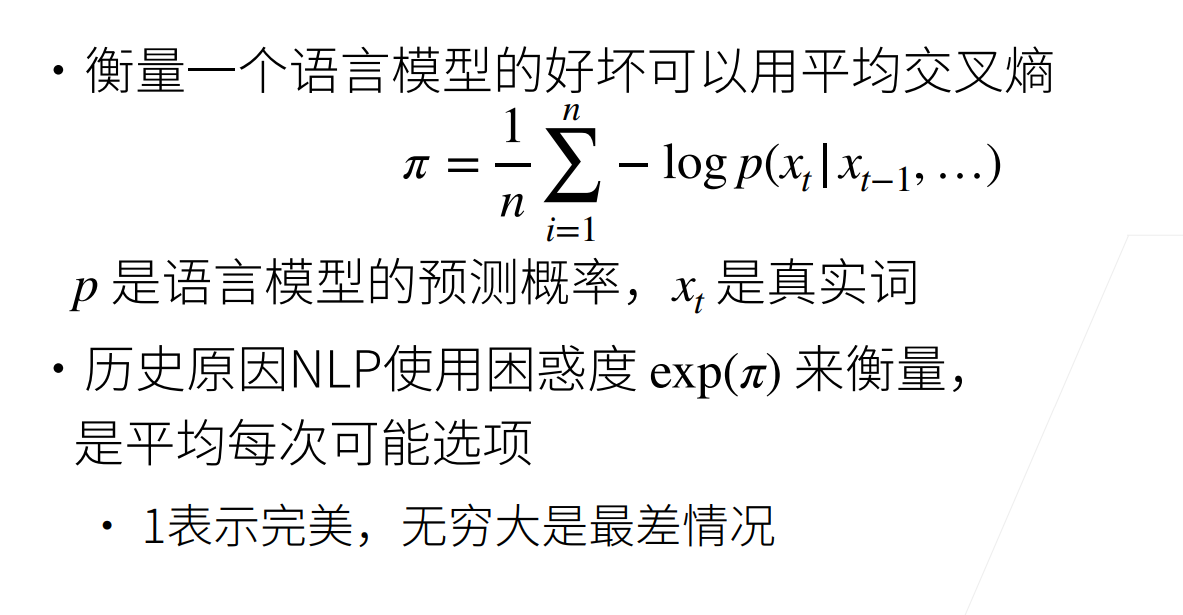 • 衡量一个语言模型的好坏可以用平均交叉熵
π = \frac{1}{n} \sum_{i=1}^{n} − log p(x_t | x_{t−1}, …)
p 是语言模型的预测概率，x_t 是真实词
• 历史原因NLP使用困惑度 exp(π) 来衡量，
是平均每次可能选项
• 1表示完美，无穷大是最差情况